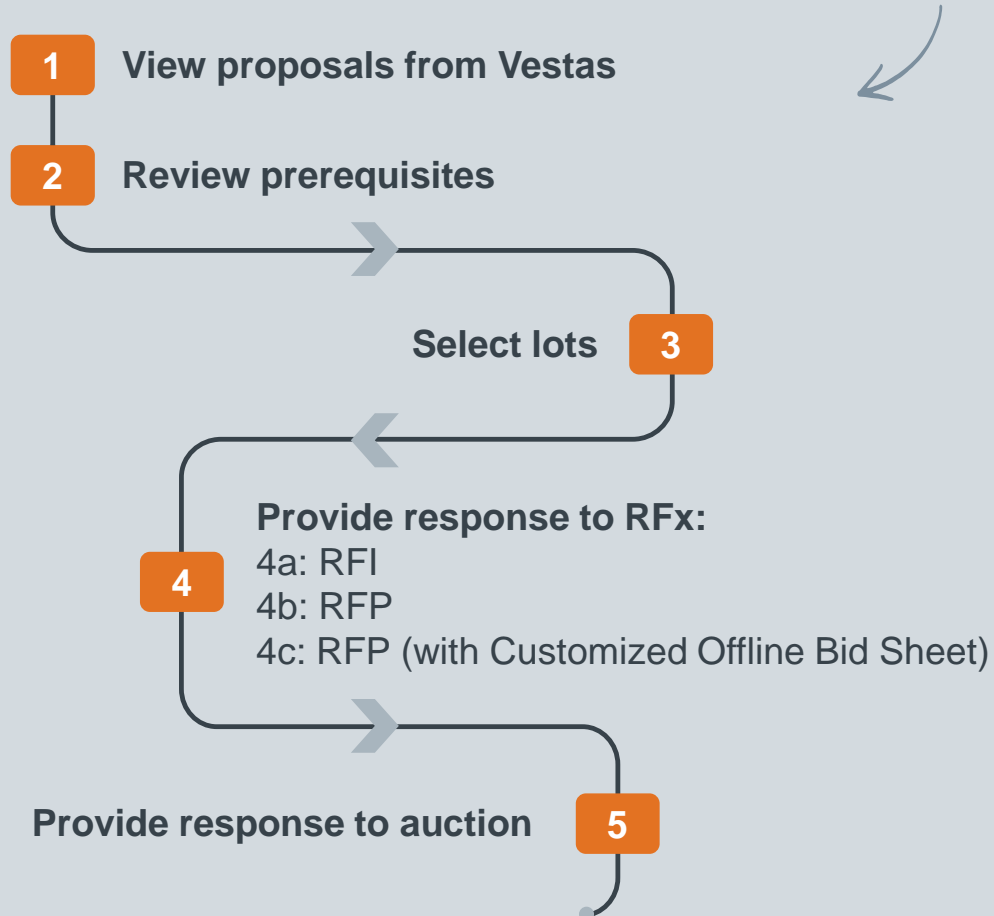 1 View proposals from Vestas
2 Review prerequisites
Select lots 3
Provide response to RFx:
4a: RFI
4 4b: RFP
4c: RFP (with Customized Offline Bid Sheet)
Provide response to auction 5